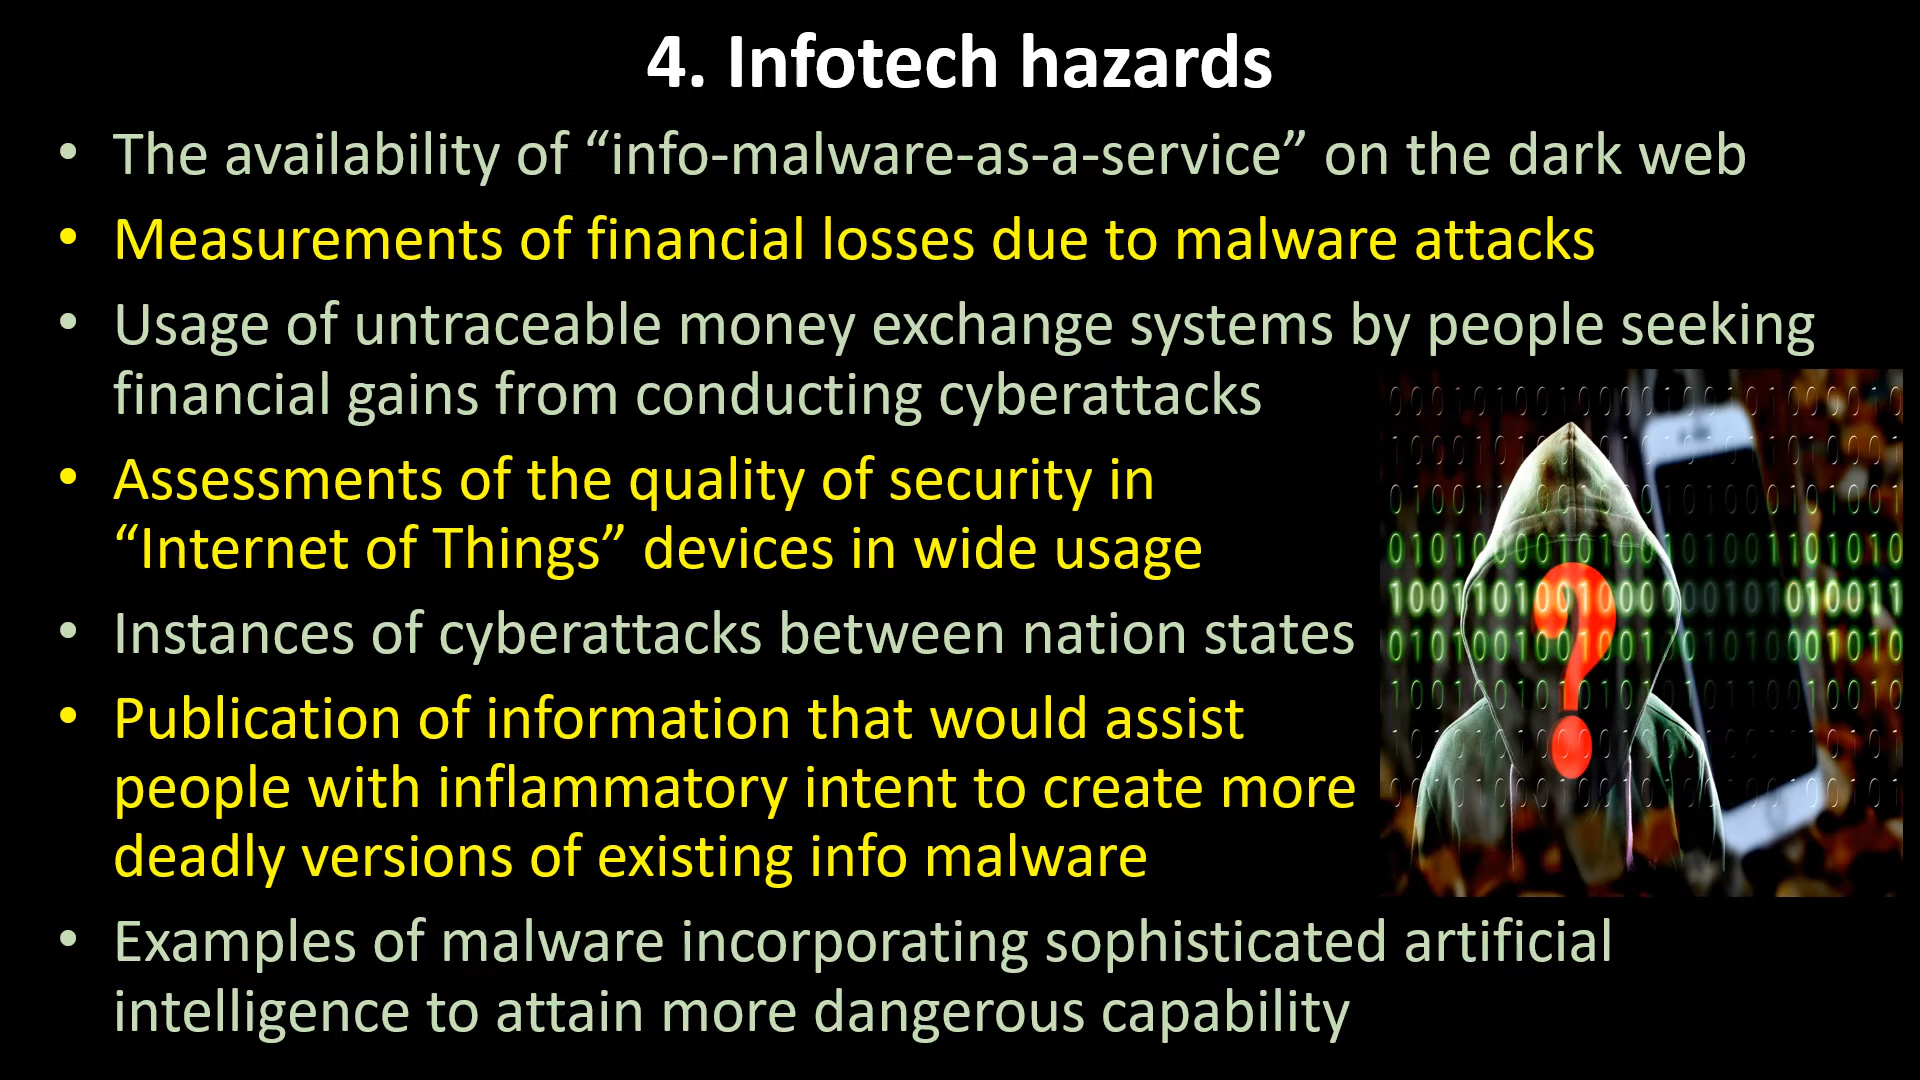 4. Infotech hazards
• The availability of “info-malware-as-a-service” on the dark web
• Measurements of financial losses due to malware attacks
• Usage of untraceable money exchange systems by people seeking
financial gains from conducting cyberattacks
• Assessments of the quality of security in
“Internet of Things” devices in wide usage
• Instances of cyberattacks between nation states
• Publication of information that would assist
people with inflammatory intent to create more
deadly versions of existing info malware
• Examples of malware incorporating sophisticated artificial
intelligence to attain more dangerous capability
?